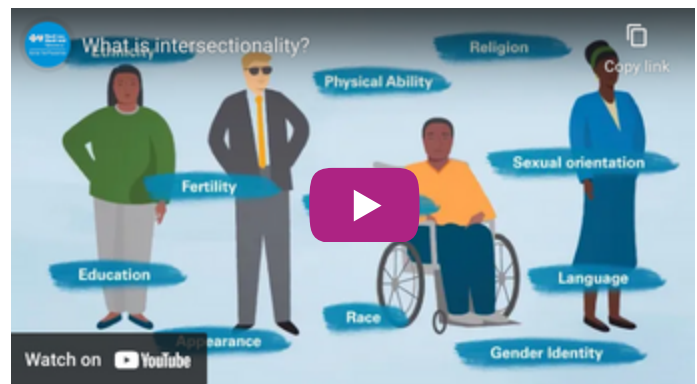 What is intersectionality?
Ethnicity
Religion
Copy link
Physical Ability
Sexual orientation
Fertility
Education
Language
Race
Appearance
Gender Identity
Watch on YouTube